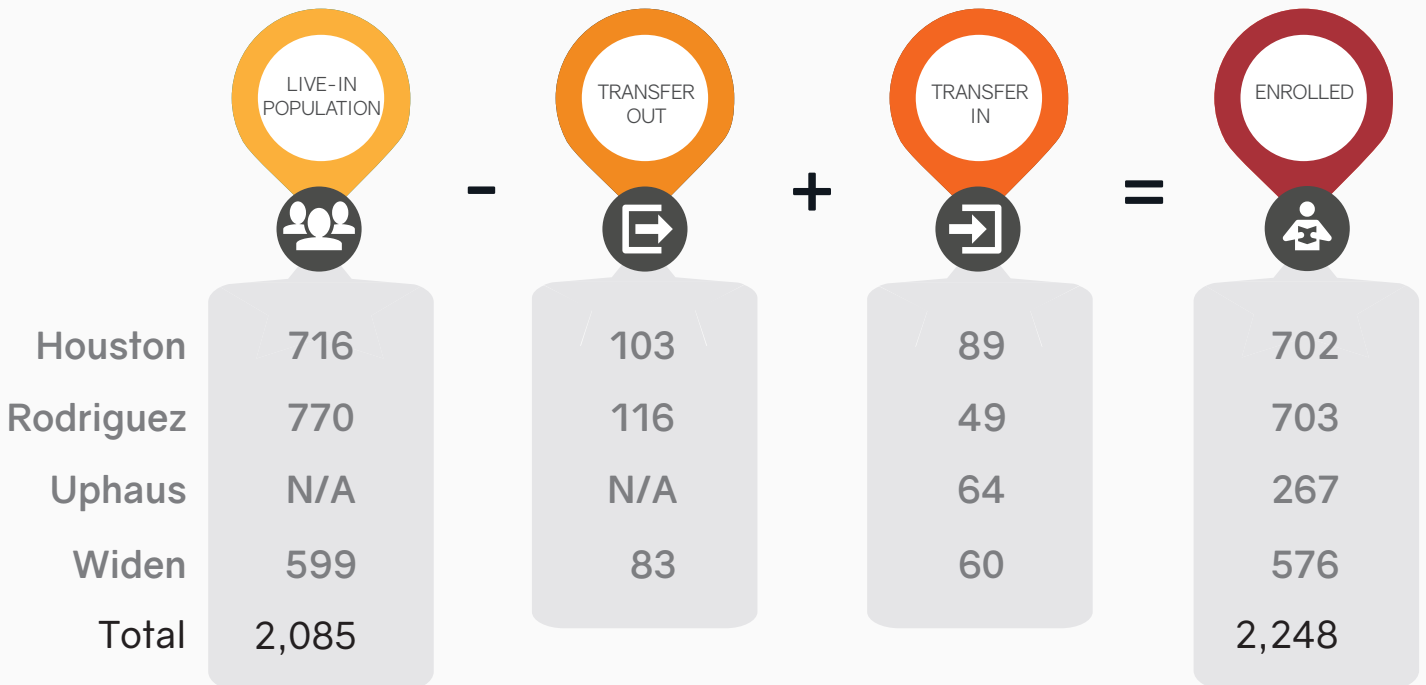 LIVE-IN
POPULATION
TRANSFER
OUT
TRANSFER
IN
ENROLLED
- + =
Houston 716 103 89 702
Rodriguez 770 116 49 703
Uphaus N/A N/A 64 267
Widen 599 83 60 576
Total 2,085 2,248